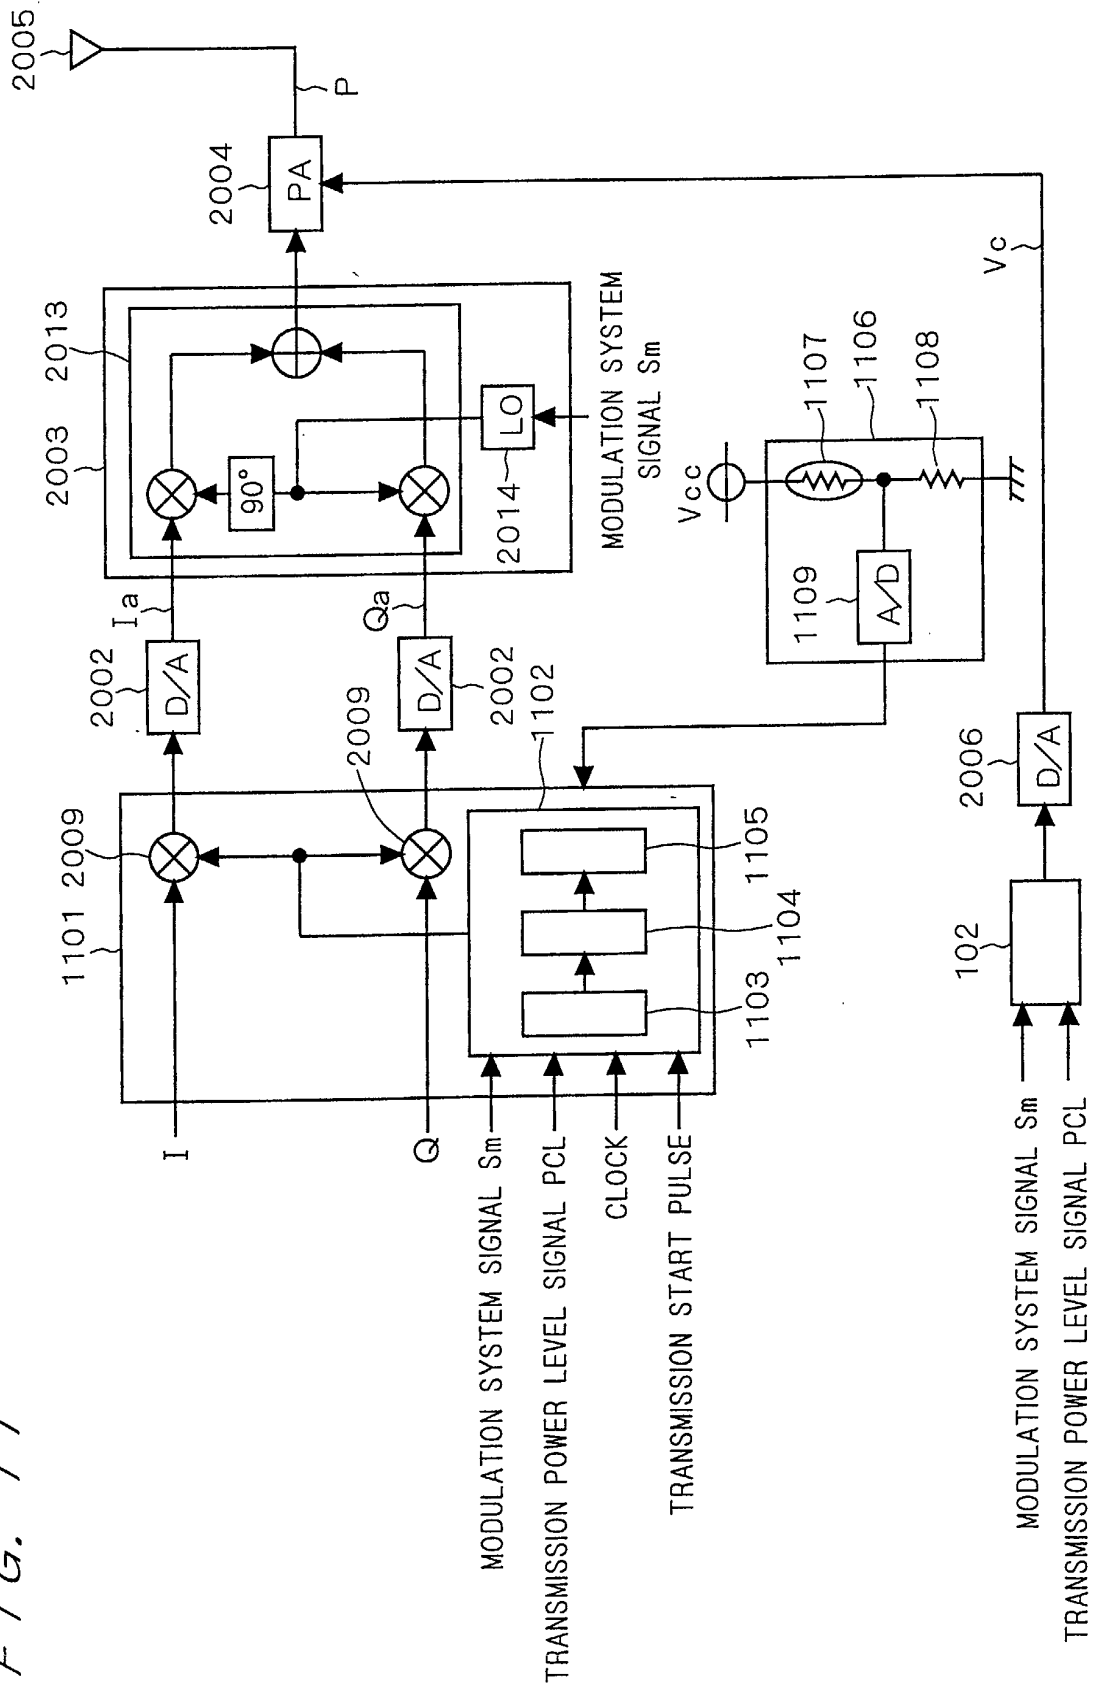 FIG. 11
2005
P
2004
PA
2013
2003
90°
LO
2014
MODULATION SYSTEM
SIGNAL Sm
Ia
Qa
2002
D/A
D/A
2002
2009
2009
1101
1102
1103
1104
1105
I
Q
MODULATION SYSTEM SIGNAL Sm
TRANSMISSION POWER LEVEL SIGNAL PCL
CLOCK
TRANSMISSION START PULSE
Vcc
1107
1106
1108
1109
A/D
Vc
2006
D/A
102
MODULATION SYSTEM SIGNAL Sm
TRANSMISSION POWER LEVEL SIGNAL PCL